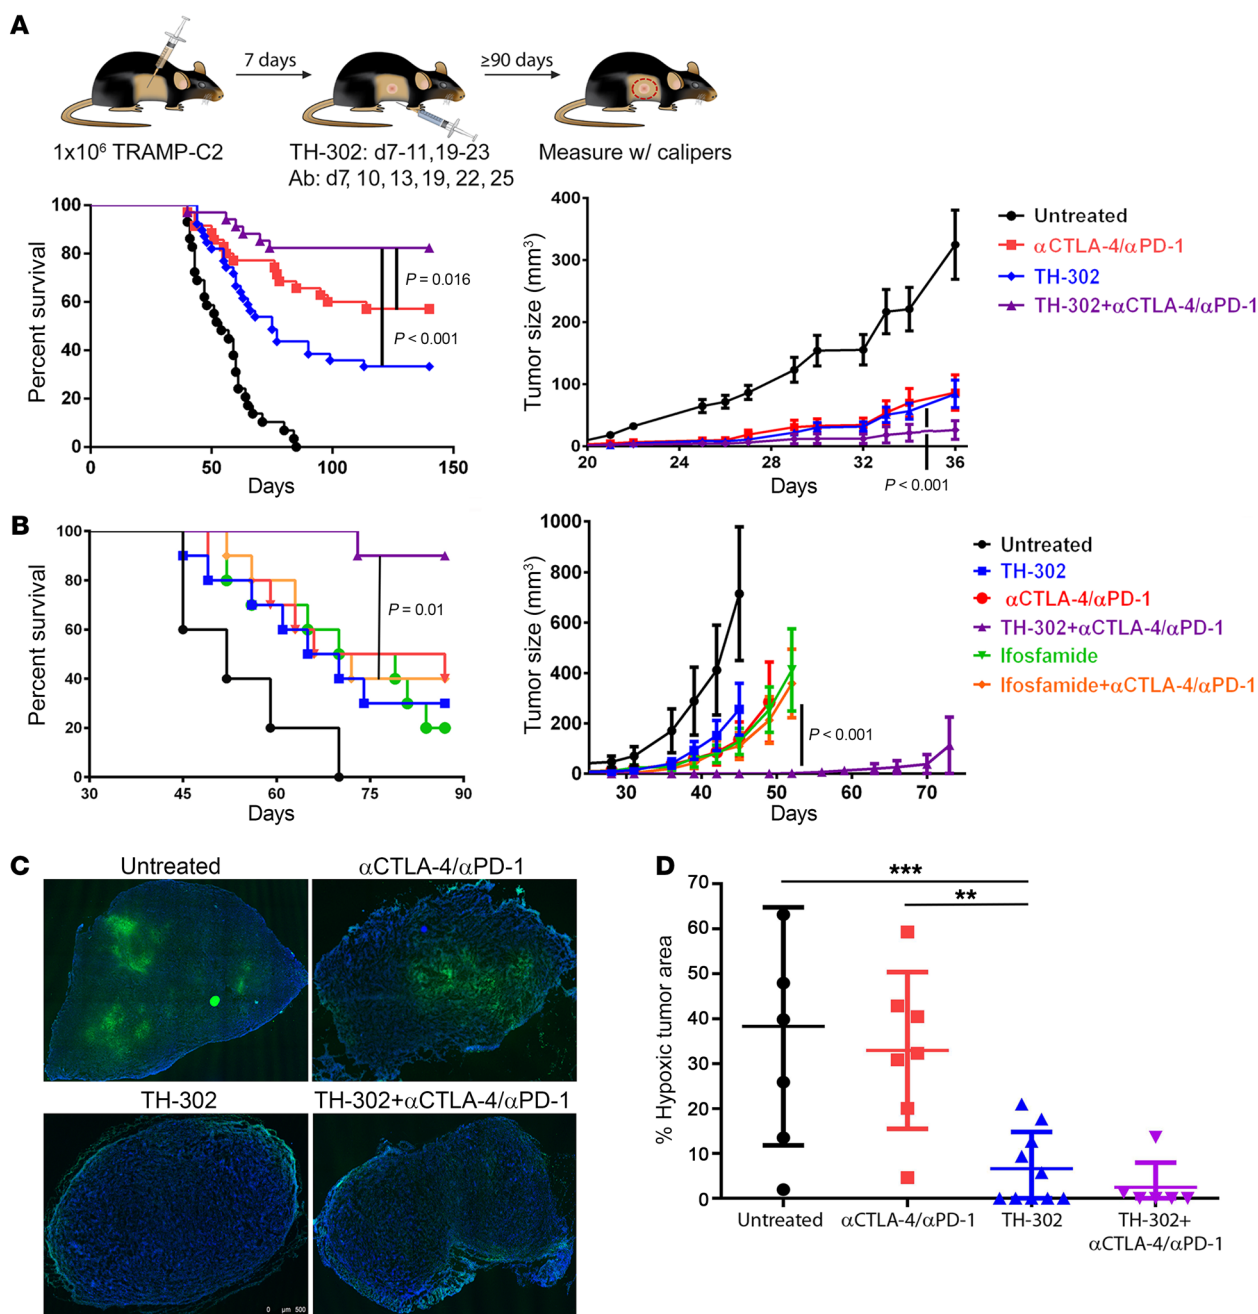 A
7 days
≥90 days
1x10⁶ TRAMP-C2
TH-302: d7-11,19-23
Ab: d7, 10, 13, 19, 22, 25
Measure w/ calipers
Percent survival
100
80
60
40
20
0
0 50 100 150
Days
P = 0.016
P < 0.001
Tumor size (mm³)
400
300
200
100
0
20 24 28 32 36
Days
P < 0.001
Untreated
αCTLA-4/αPD-1
TH-302
TH-302+αCTLA-4/αPD-1
B
Percent survival
100
80
60
40
20
0
30 45 60 75 90
Days
P = 0.01
Tumor size (mm³)
1000
800
600
400
200
0
30 40 50 60 70
Days
P < 0.001
Untreated
TH-302
αCTLA-4/αPD-1
TH-302+αCTLA-4/αPD-1
Ifosfamide
Ifosfamide+αCTLA-4/αPD-1
C
Untreated
αCTLA-4/αPD-1
TH-302
TH-302+αCTLA-4/αPD-1
0 µm 500
D
% Hypoxic tumor area
70
60
50
40
30
20
10
0
***
**
Untreated
αCTLA-4/αPD-1
TH-302
TH-302+
αCTLA-4/αPD-1